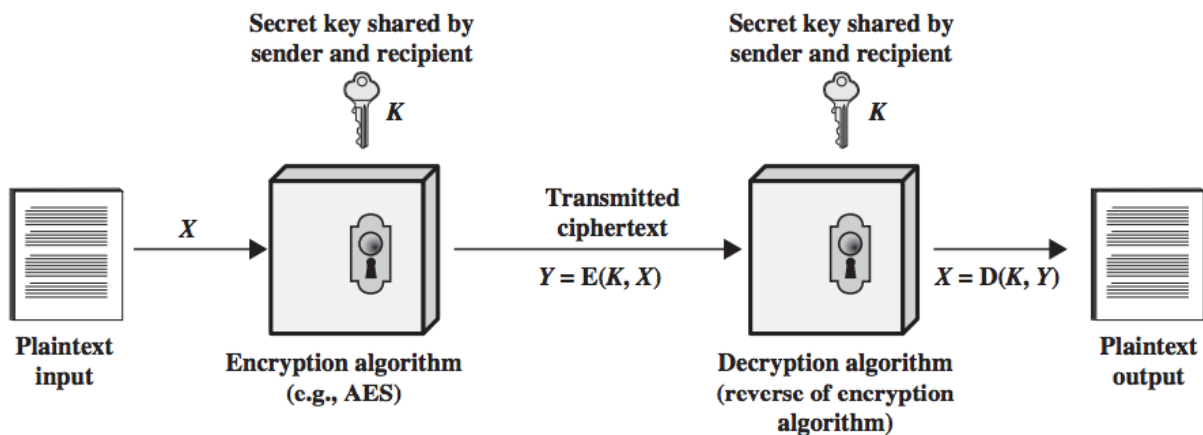 Secret key shared by
sender and recipient
K
Secret key shared by
sender and recipient
K
X
Transmitted
ciphertext
Y = E(K, X)
X = D(K, Y)
Plaintext
input
Encryption algorithm
(e.g., AES)
Decryption algorithm
(reverse of encryption
algorithm)
Plaintext
output